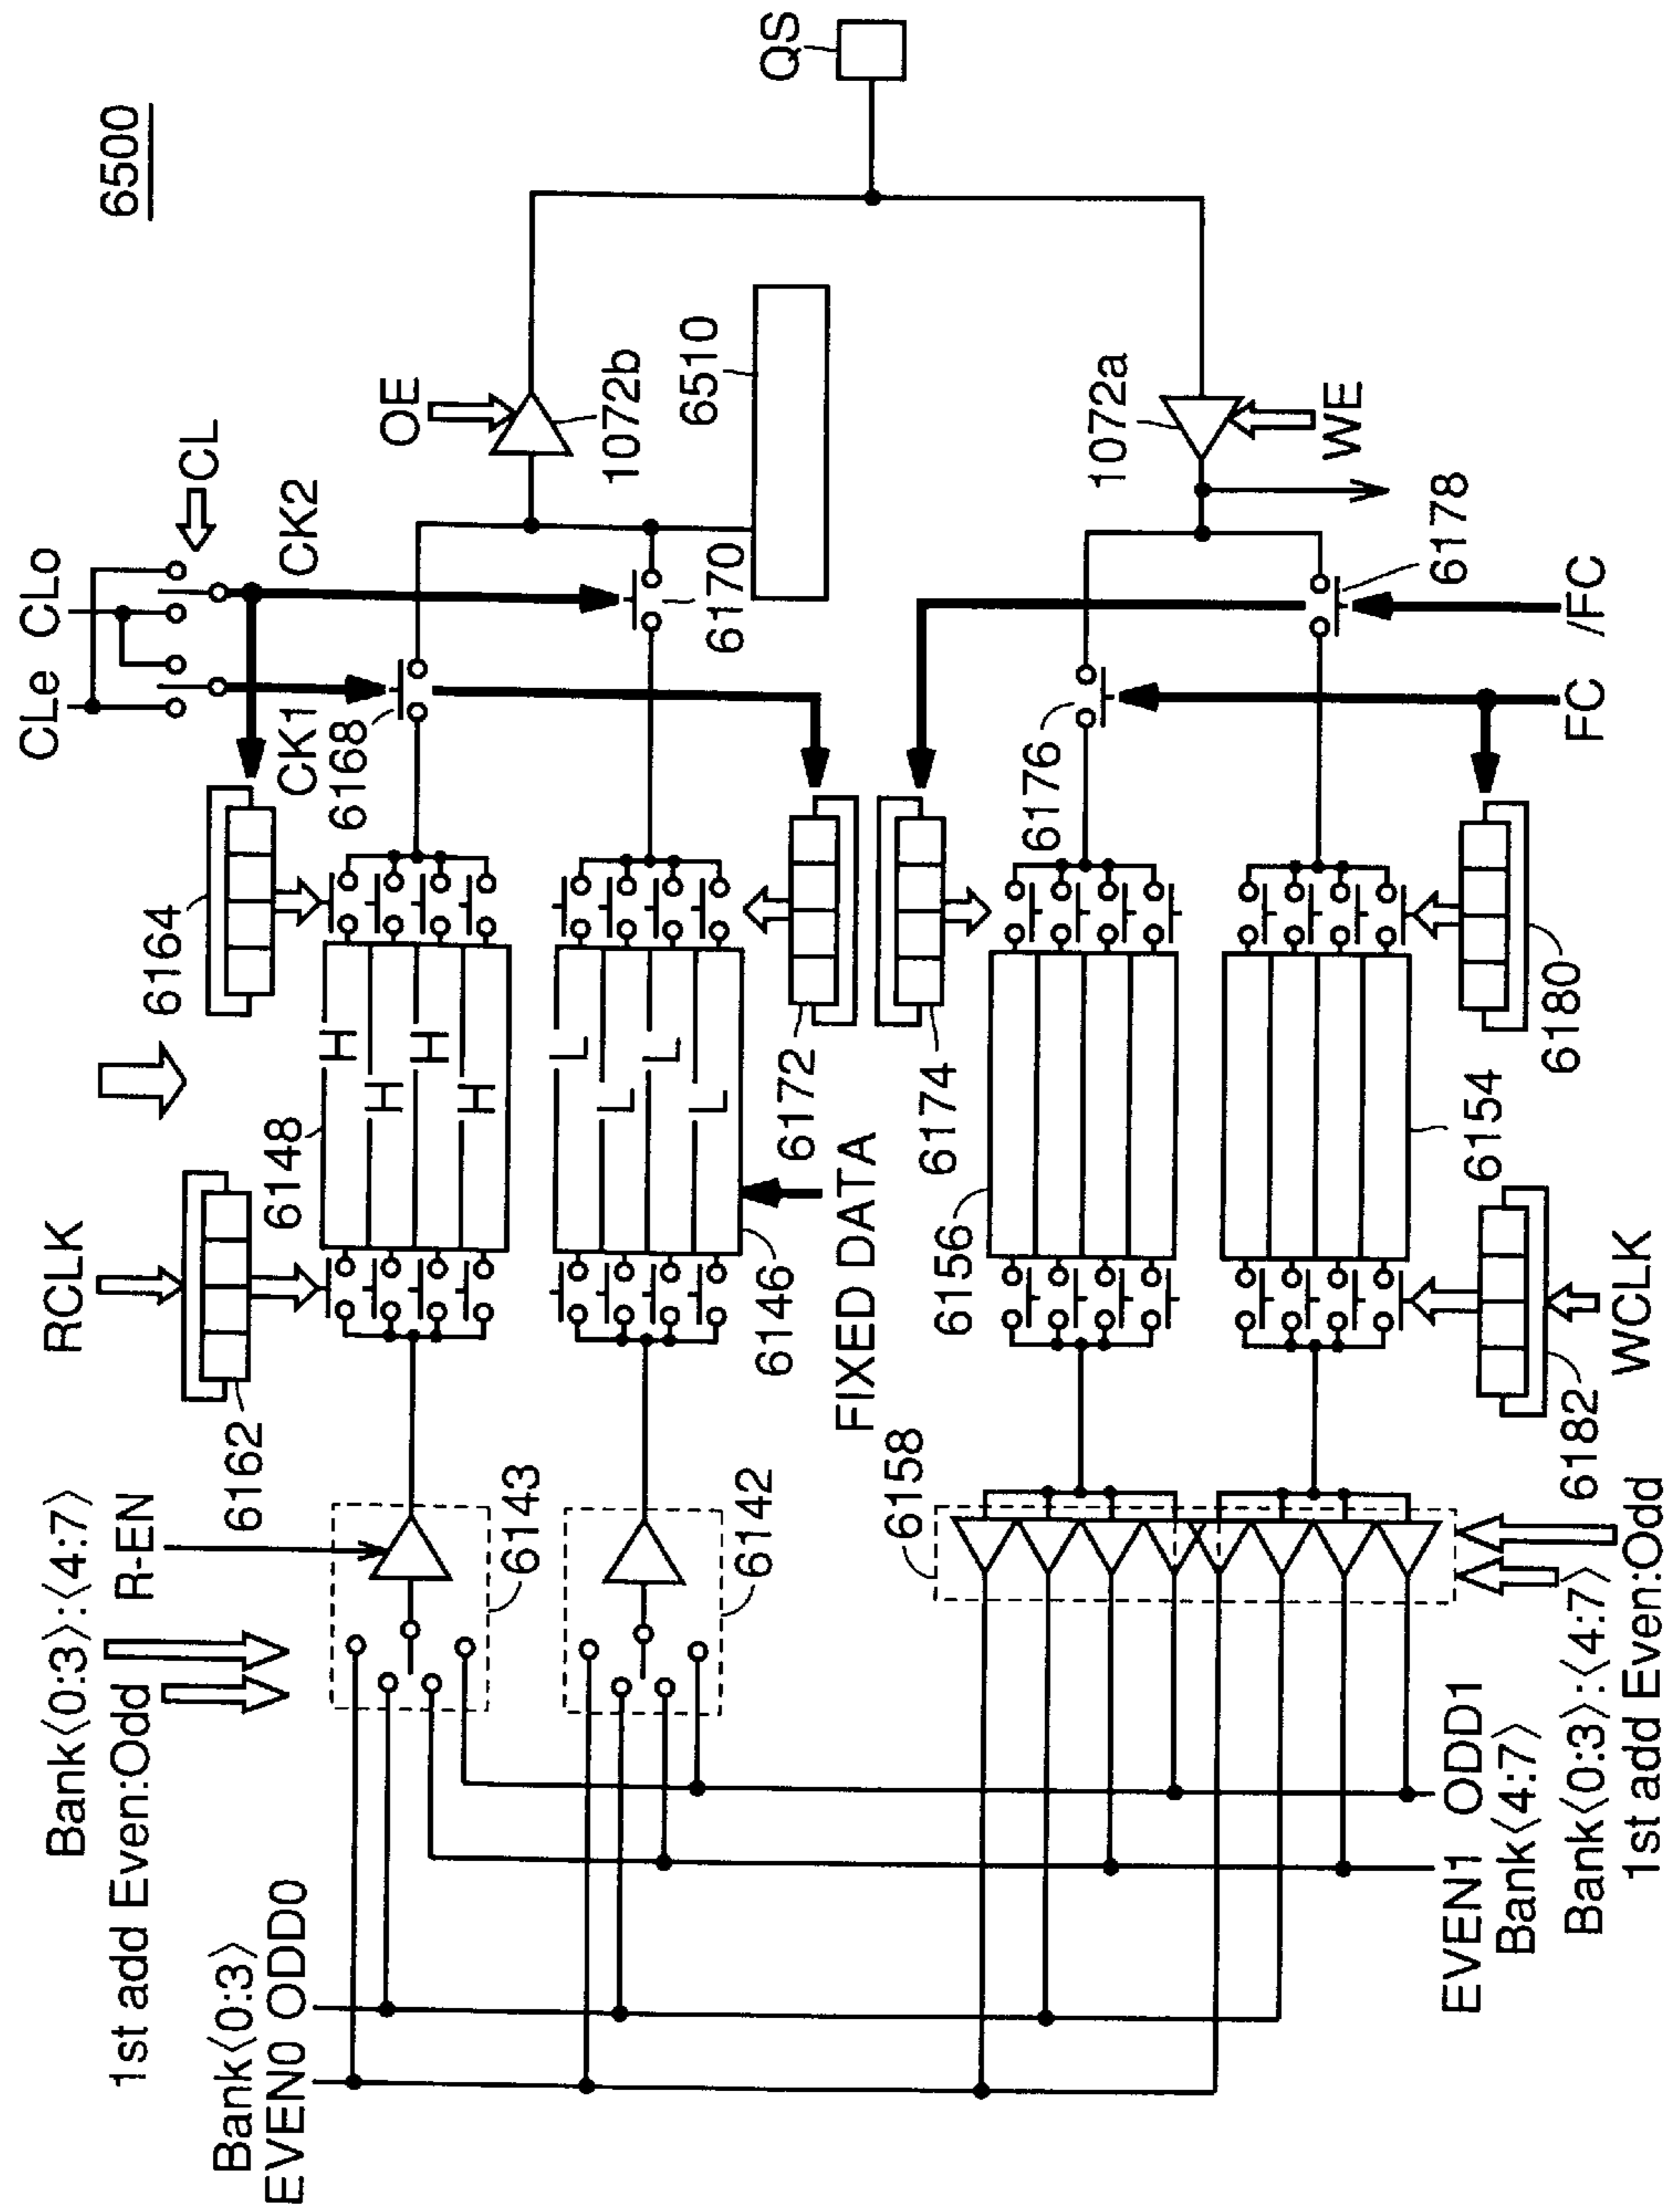 6500
QS
CLe CLo
CL
CK2
CK1
OE
1072b
6510
6164
6168
6170
RCLK
6148
H
H
H
H
L
L
L
L
6172
6146
FIXED DATA
6162
Bank⟨0:3⟩:⟨4:7⟩
1st add Even:Odd
R-EN
6143
6142
Bank⟨0:3⟩
EVEN0 ODD0
1072a
WE
6178
6176
/FC
FC
6174
6180
6156
6154
6158
6182
WCLK
EVEN1 ODD1
Bank⟨4:7⟩
Bank⟨0:3⟩:⟨4:7⟩
1st add Even:Odd